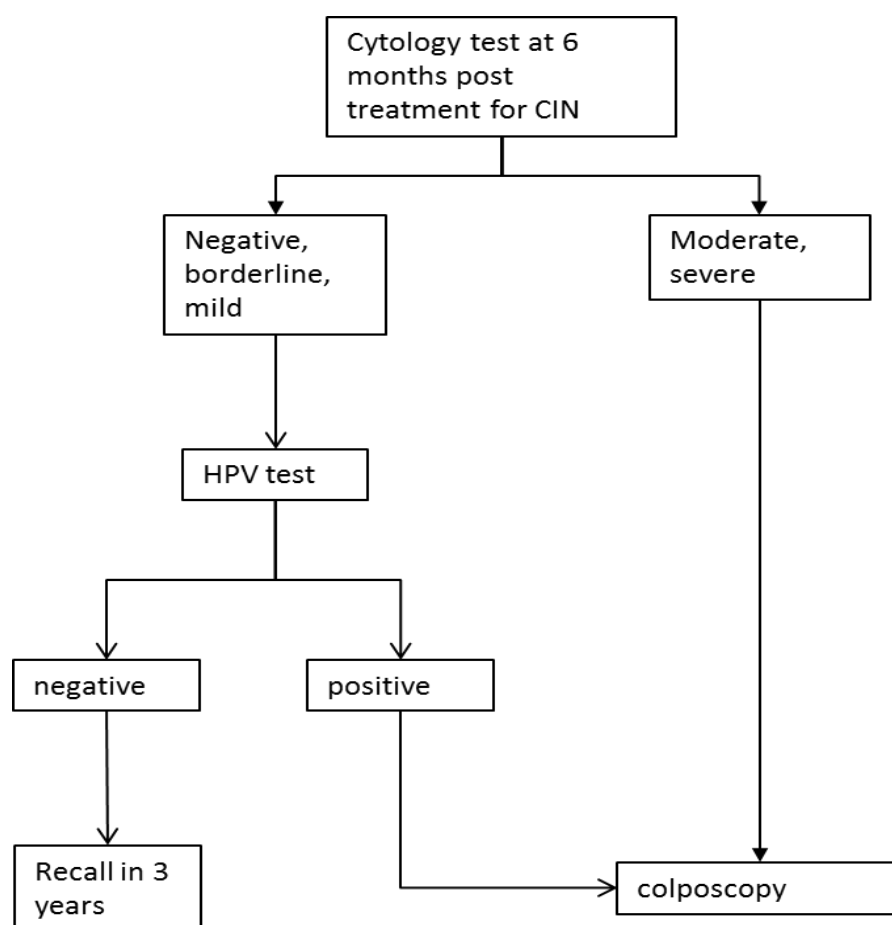 Cytology test at 6
months post
treatment for CIN
Negative,
borderline,
mild
Moderate,
severe
HPV test
negative
positive
Recall in 3
years
colposcopy